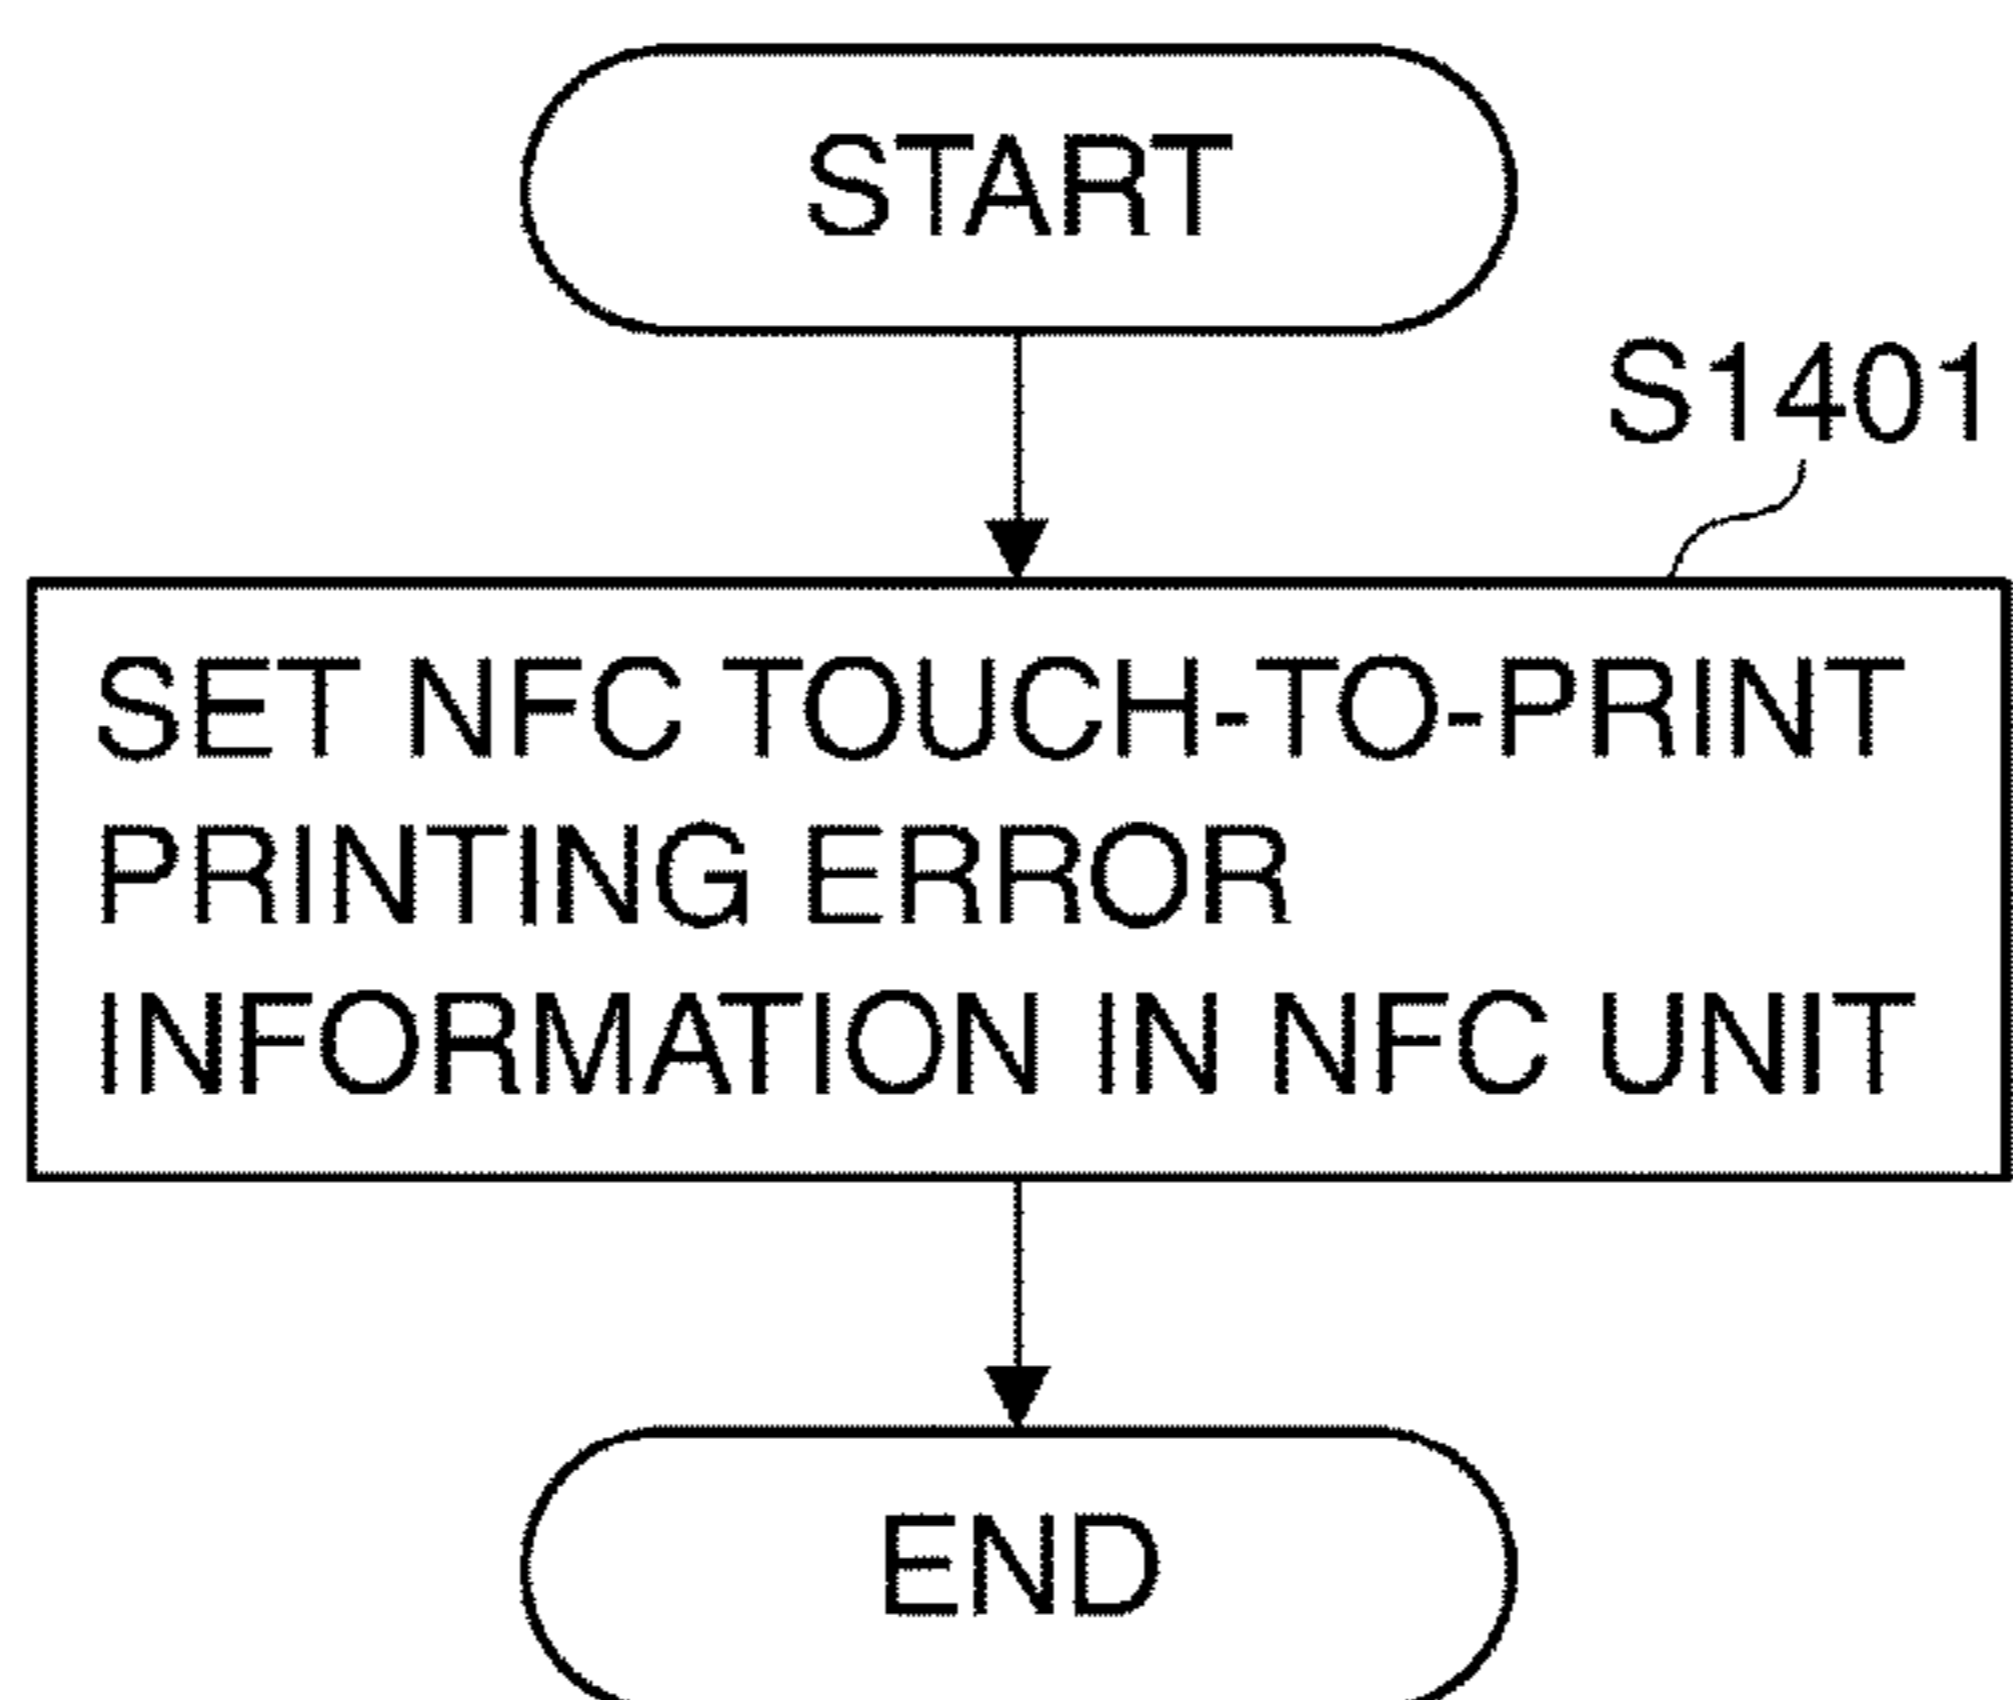 START
S1401
SET NFC TOUCH-TO-PRINT
PRINTING ERROR
INFORMATION IN NFC UNIT
END